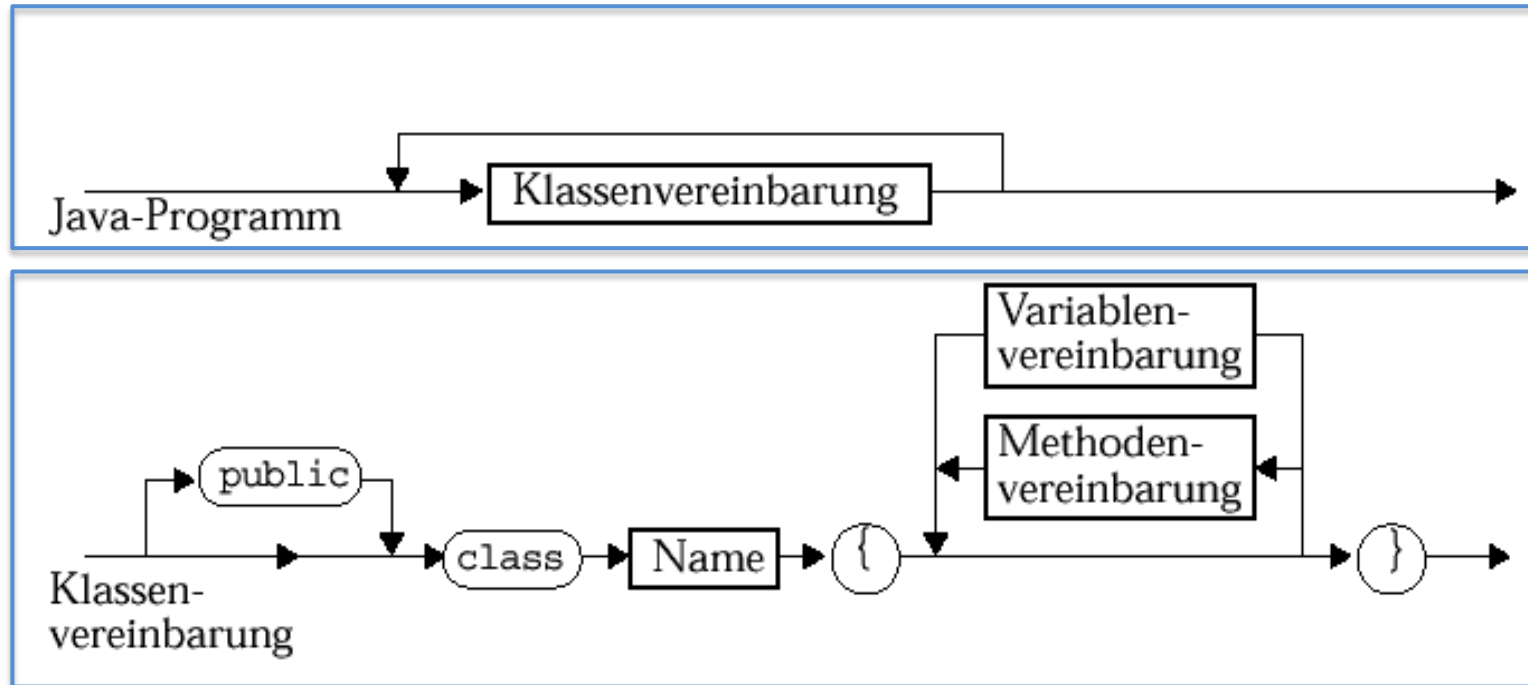 Klassenvereinbarung
Java-Programm
Variablen-
vereinbarung
Methoden-
vereinbarung
public
class
Name
{
}
Klassen-
vereinbarung